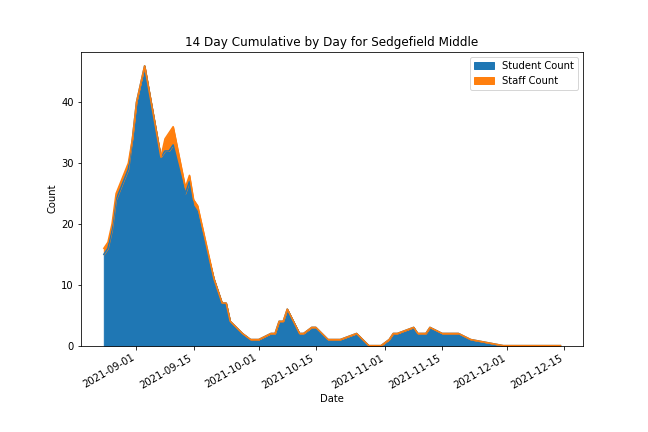 14 Day Cumulative by Day for Sedgefield Middle
Student Count
Staff Count
Count
40
30
20
10
0
2021-09-01
2021-09-15
2021-10-01
2021-10-15
2021-11-01
2021-11-15
2021-12-01
2021-12-15
Date